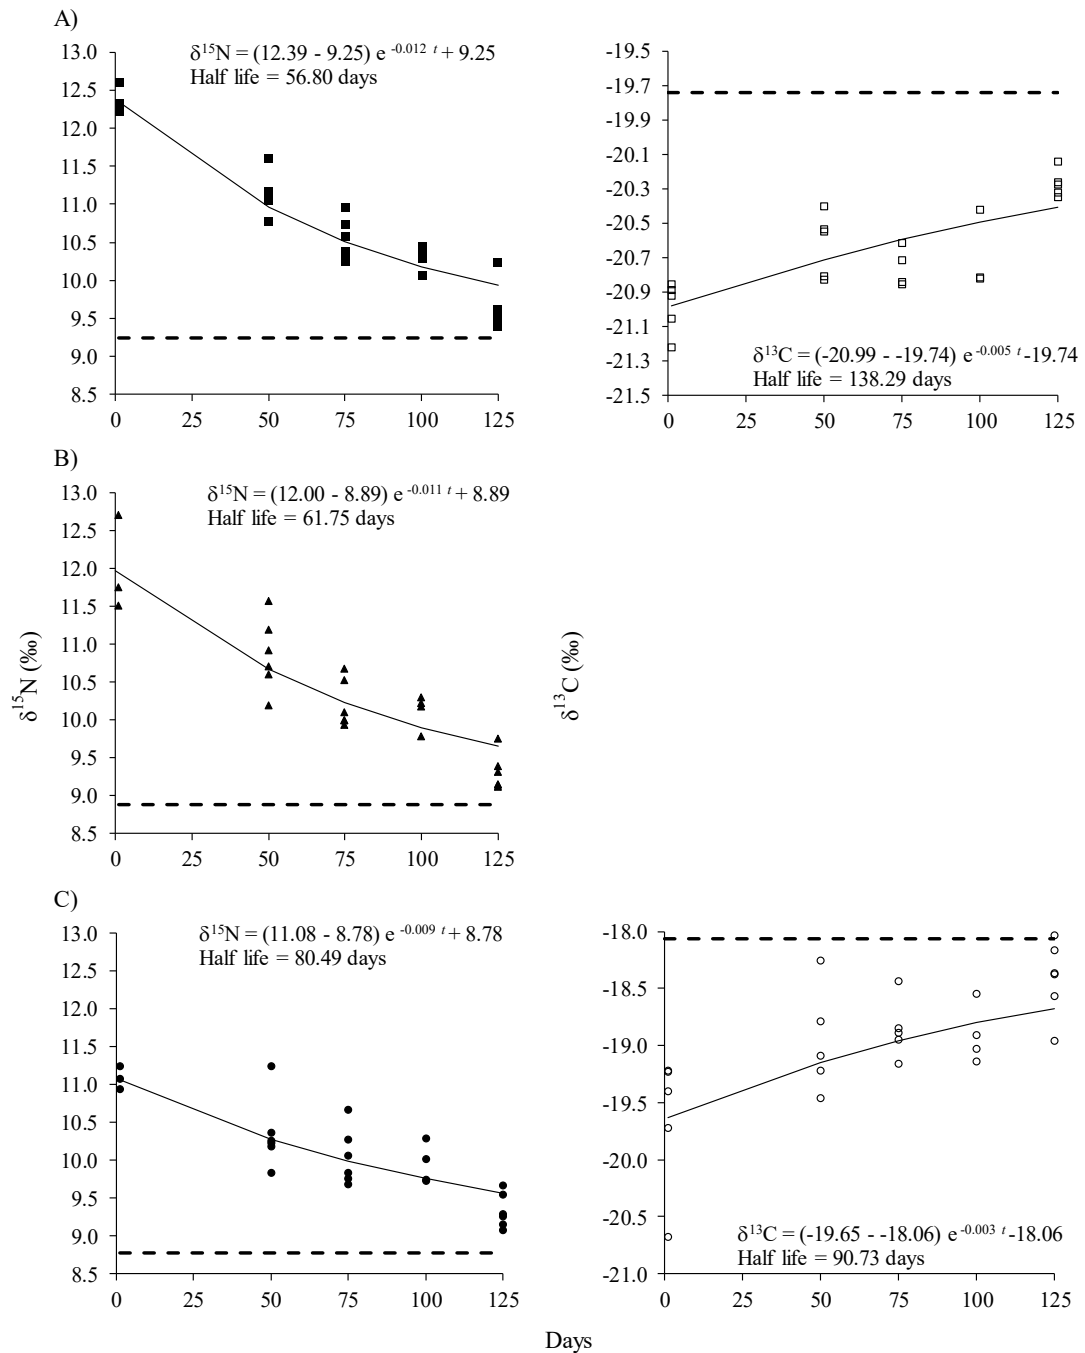 A)
δ¹⁵N = (12.39 - 9.25) e⁻⁰·⁰¹² ᵗ + 9.25
Half life = 56.80 days
13.0
12.5
12.0
11.5
11.0
10.5
10.0
9.5
9.0
8.5
0 25 50 75 100 125
-19.5
-19.7
-19.9
-20.1
-20.3
-20.5
-20.7
-20.9
-21.1
-21.3
-21.5
δ¹³C = (-20.99 - -19.74) e⁻⁰·⁰⁰⁵ ᵗ -19.74
Half life = 138.29 days
0 25 50 75 100 125
B)
δ¹⁵N = (12.00 - 8.89) e⁻⁰·⁰¹¹ ᵗ + 8.89
Half life = 61.75 days
13.0
12.5
12.0
11.5
11.0
10.5
10.0
9.5
9.0
8.5
0 25 50 75 100 125
δ¹⁵N (‰)
δ¹³C (‰)
C)
δ¹⁵N = (11.08 - 8.78) e⁻⁰·⁰⁰⁹ ᵗ + 8.78
Half life = 80.49 days
13.0
12.5
12.0
11.5
11.0
10.5
10.0
9.5
9.0
8.5
0 25 50 75 100 125
-18.0
-18.5
-19.0
-19.5
-20.0
-20.5
-21.0
δ¹³C = (-19.65 - -18.06) e⁻⁰·⁰⁰³ ᵗ -18.06
Half life = 90.73 days
0 25 50 75 100 125
Days